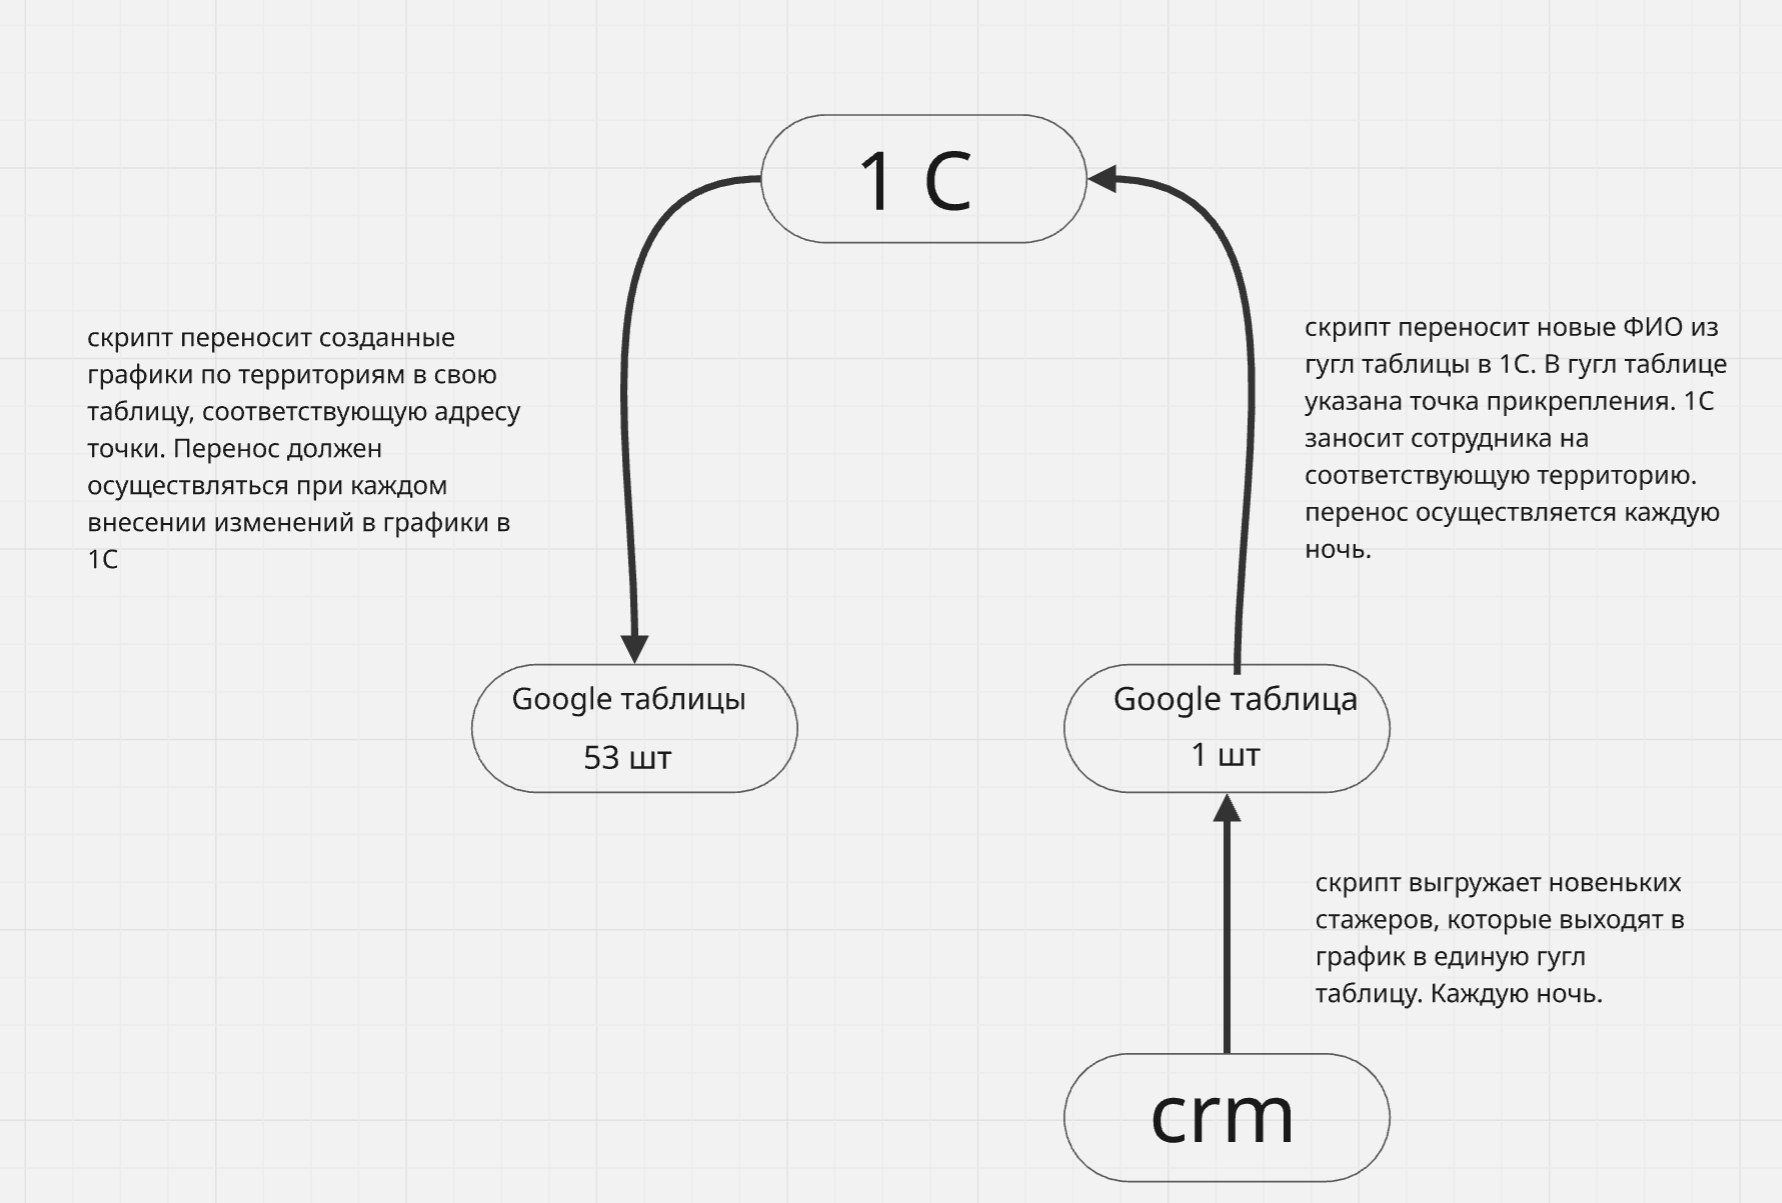 1 С
скрипт переносит созданные
графики по территориям в свою
таблицу, соответствующую адресу
точки. Перенос должен
осуществляться при каждом
внесении изменений в графики в
1С
скрипт переносит новые ФИО из
гугл таблицы в 1С. В гугл таблице
указана точка прикрепления. 1С
заносит сотрудника на
соответствующую территорию.
перенос осуществляется каждую
ночь.
Google таблицы
53 шт
Google таблица
1 шт
скрипт выгружает новеньких
стажеров, которые выходят в
график в единую гугл
таблицу. Каждую ночь.
crm